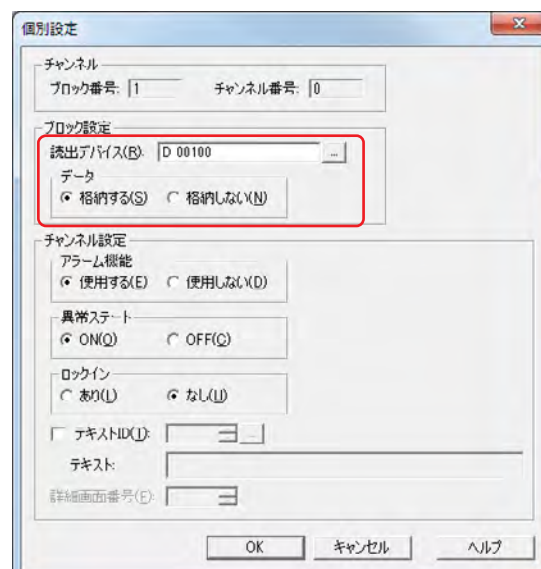 個別設定
チャンネル
ブロック番号: 1 チャンネル番号: 0
ブロック設定
読出デバイス(R): D 00100 ...
データ
格納する(S) 格納しない(N)
チャンネル設定
アラーム機能
使用する(E) 使用しない(D)
異常ステート
ON(O) OFF(C)
ロックイン
あり(L) なし(U)
テキストID(I): ...
テキスト:
詳細画面番号(F):
OK キャンセル ヘルプ